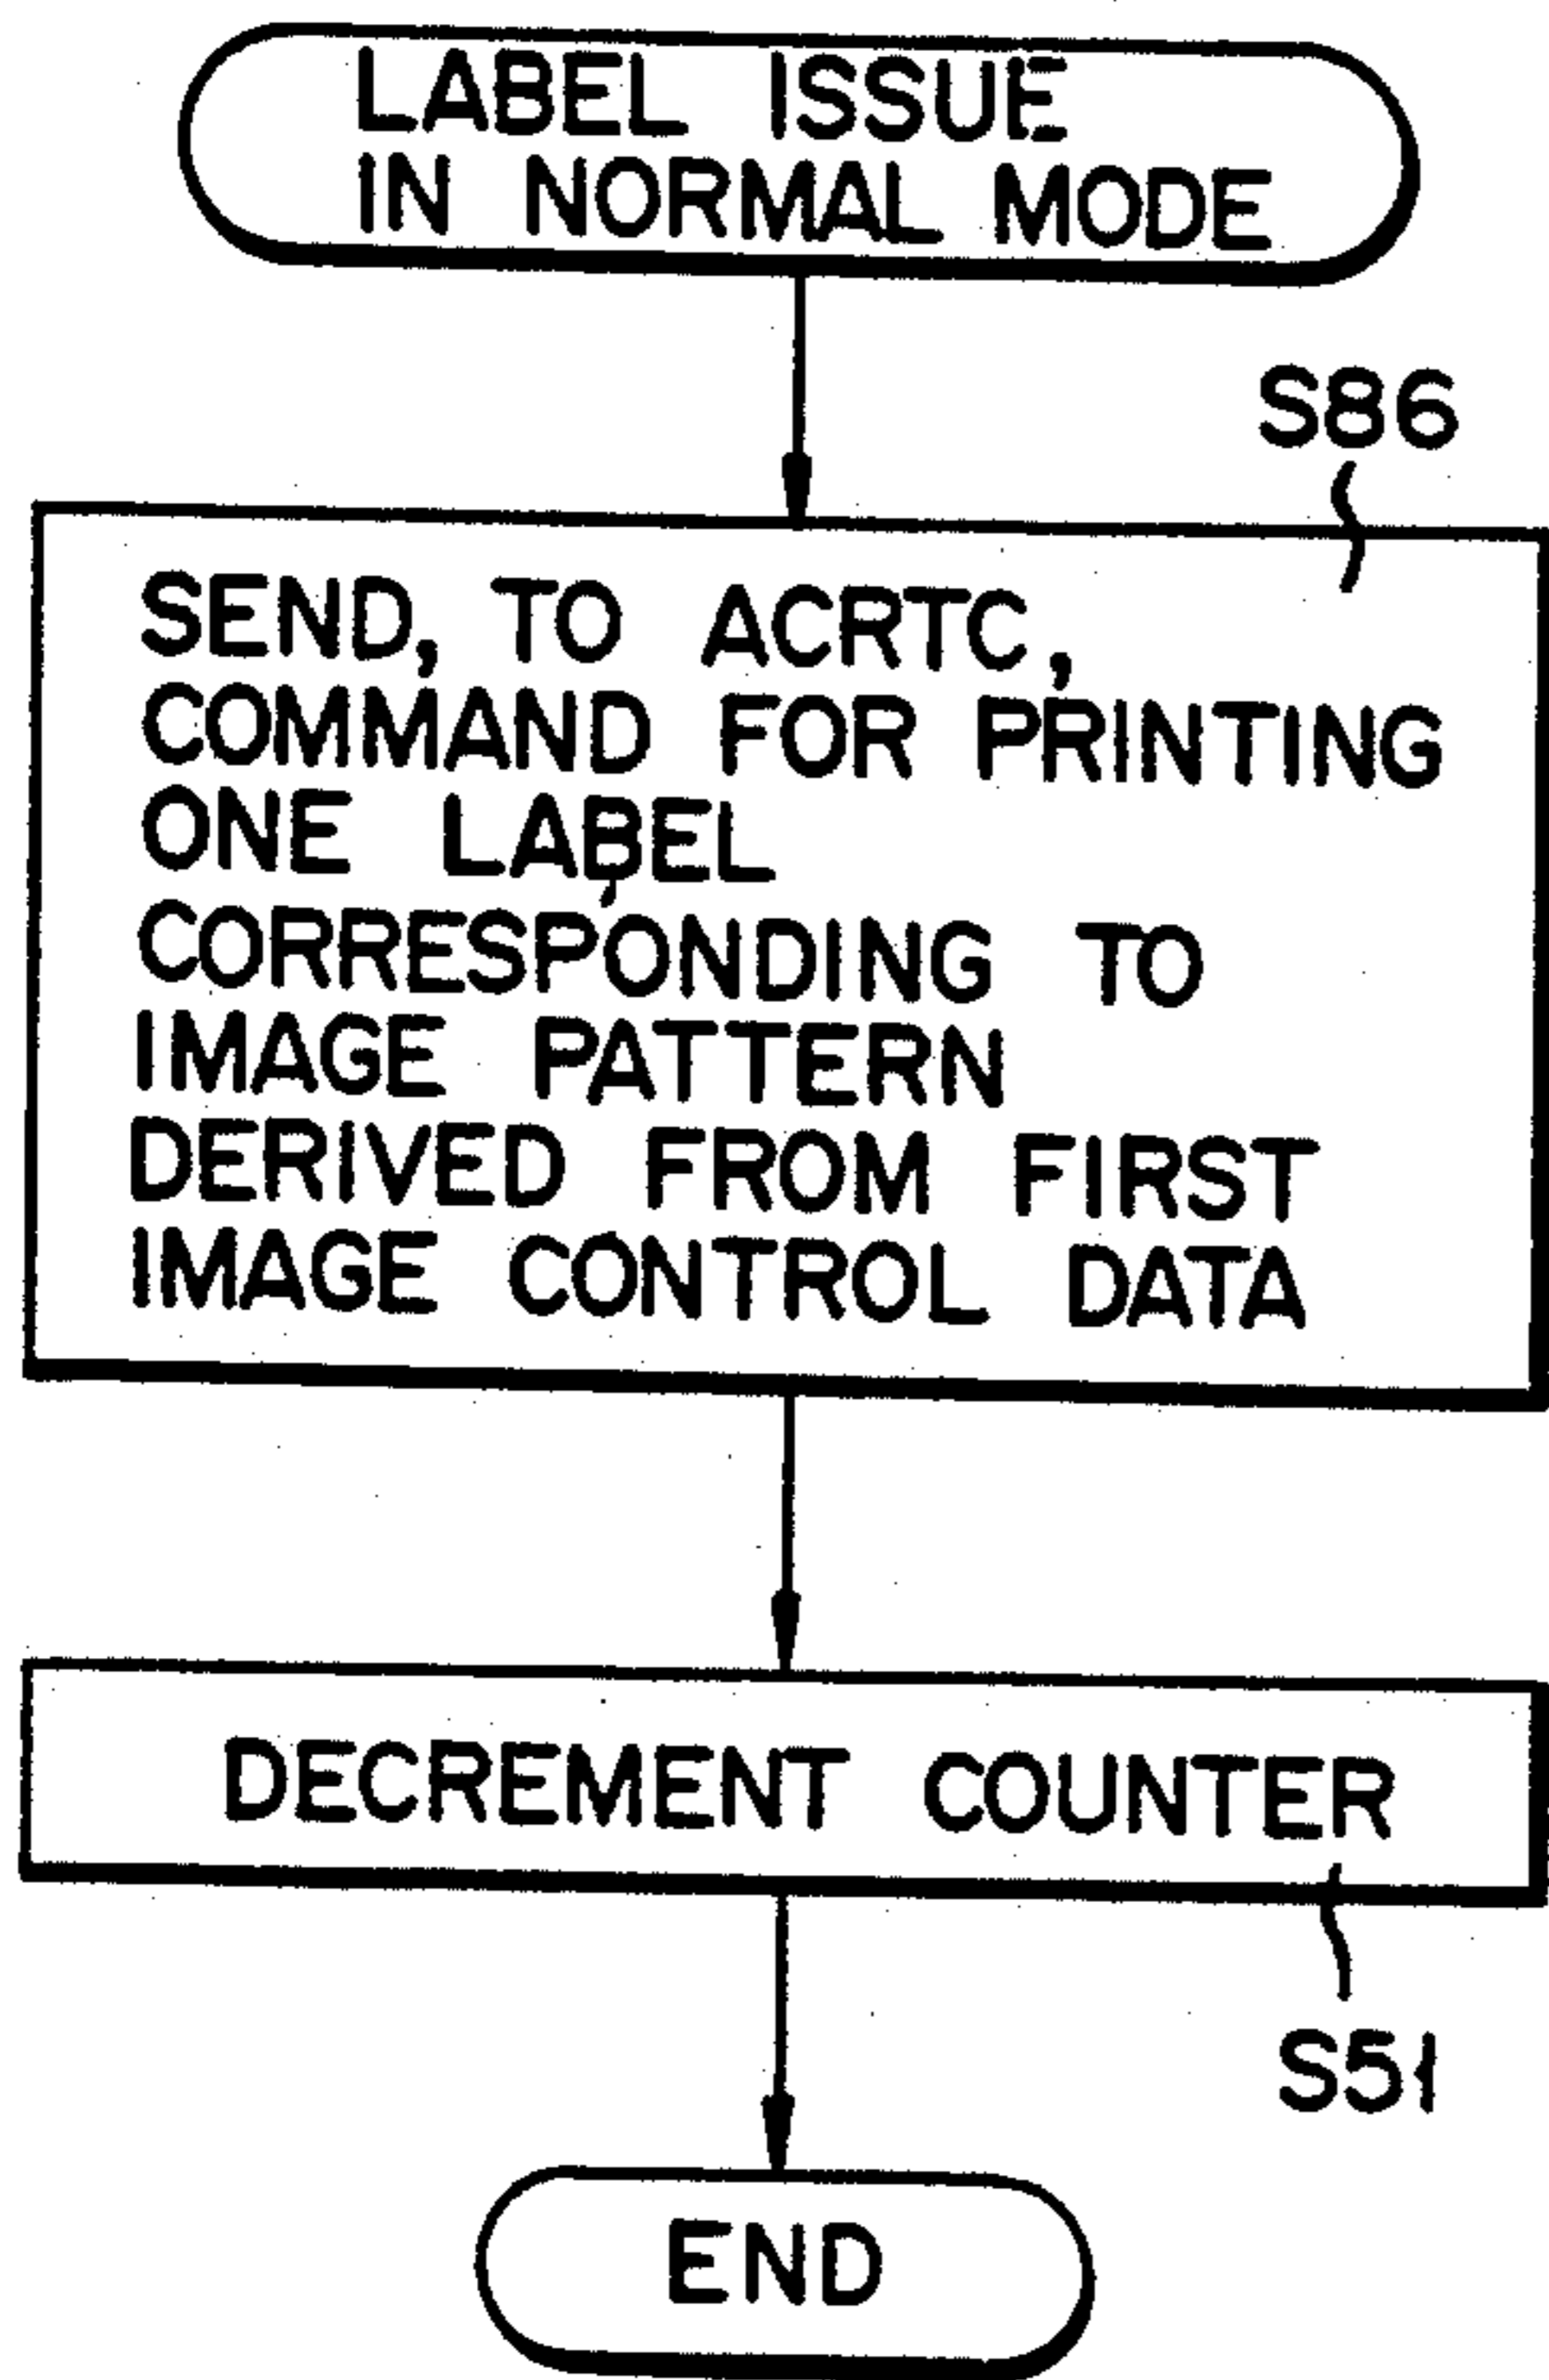 LABEL ISSUE
IN NORMAL MODE
S86
SEND, TO ACRTC,
COMMAND FOR PRINTING
ONE LABEL
CORRESPONDING TO
IMAGE PATTERN
DERIVED FROM FIRST
IMAGE CONTROL DATA
DECREMENT COUNTER
S51
END